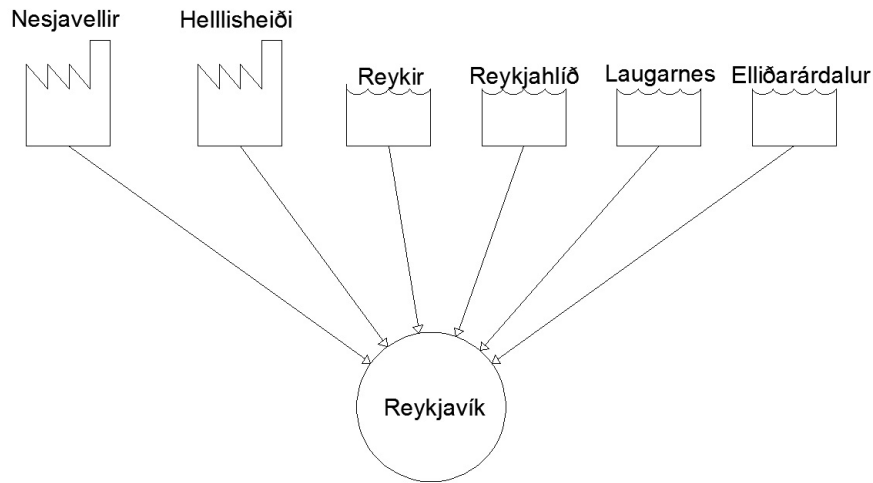 Nesjavellir
Helllisheiði
Reykir
Reykjahlíð
Laugarnes
Elliðarárdalur
Reykjavík